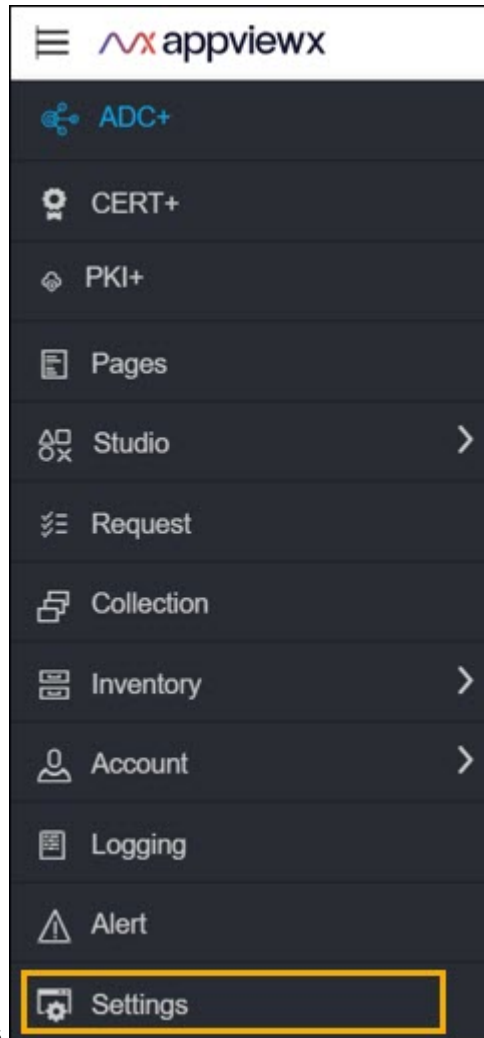 appviewx
ADC+
CERT+
PKI+
Pages
Studio
Request
Collection
Inventory
Account
Logging
Alert
Settings